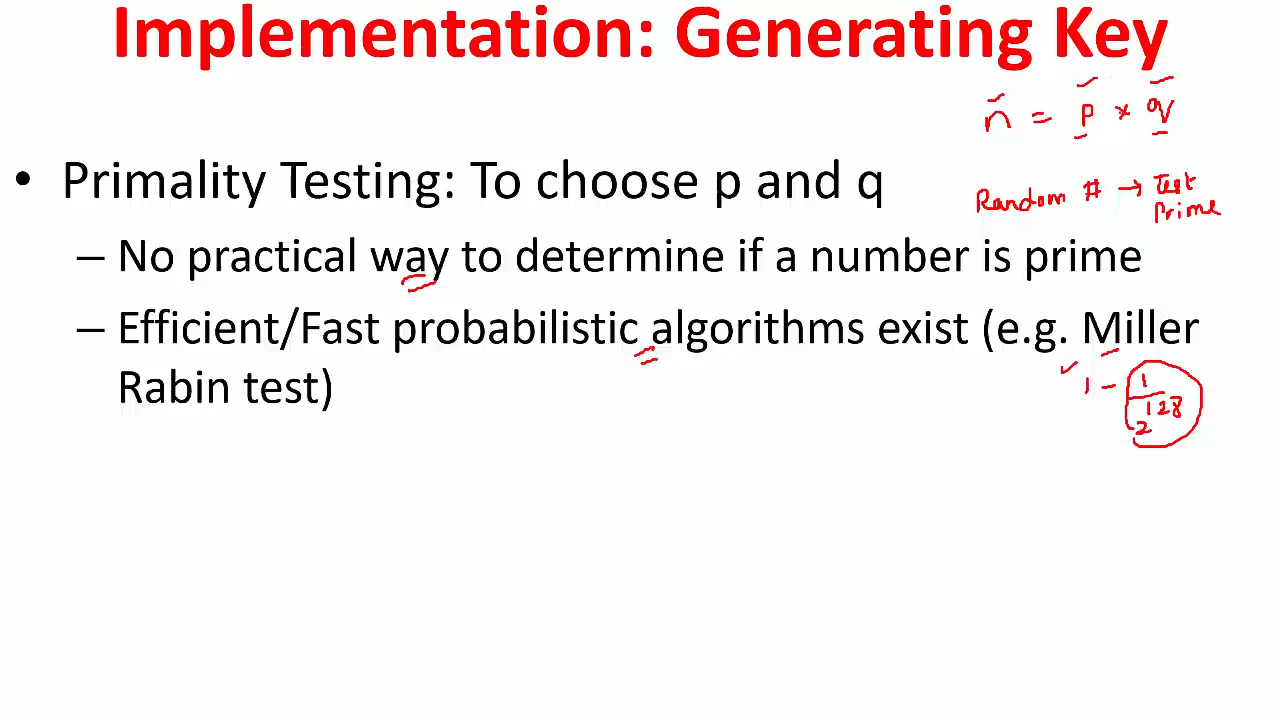 Implementation: Generating Key
n = p * q
• Primality Testing: To choose p and q
Random # → Test
Prime
– No practical way to determine if a number is prime
– Efficient/Fast probabilistic algorithms exist (e.g. Miller
Rabin test)
1 - 1
128
2